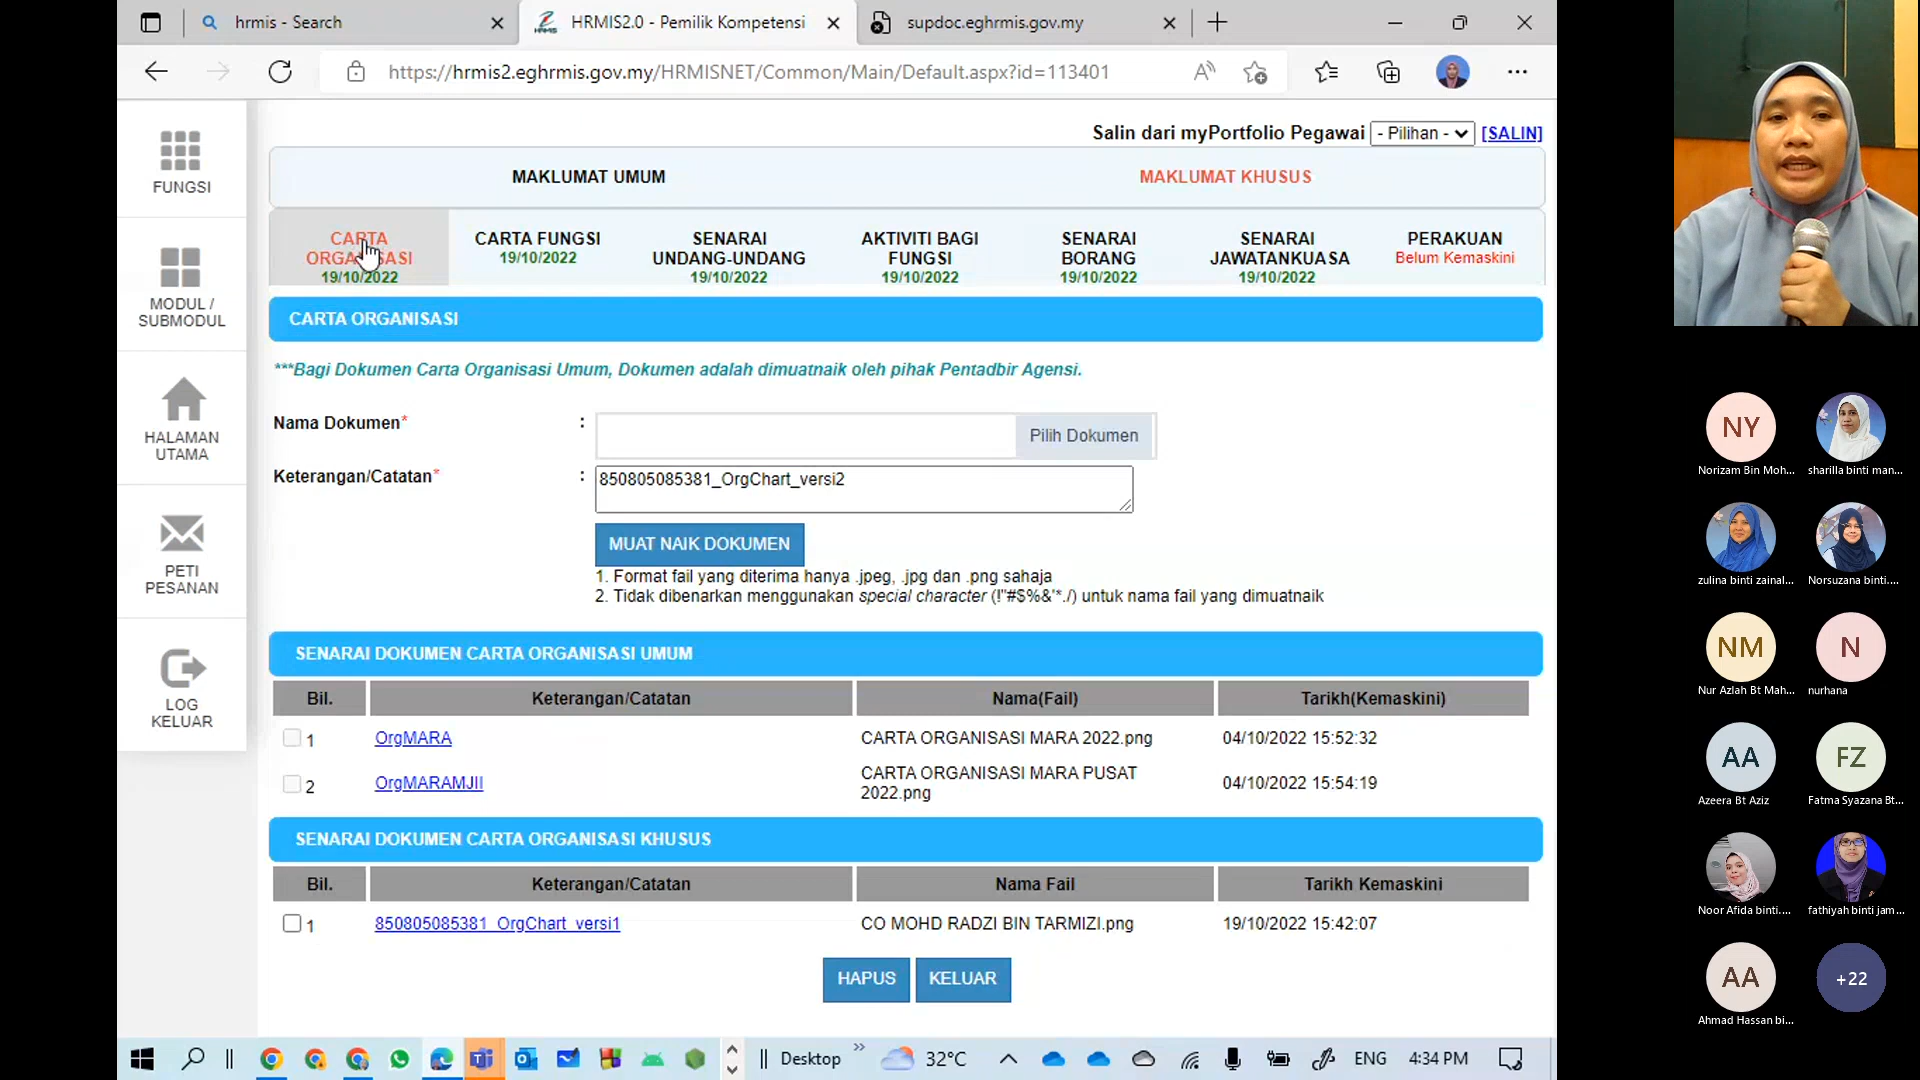 hrmis - Search
HRMIS2.0 - Pemilik Kompetensi
supdoc.eghrmis.gov.my
https://hrmis2.eghrmis.gov.my/HRMISNET/Common/Main/Default.aspx?id=113401
Salin dari myPortfolio Pegawai - Pilihan - [SALIN]
FUNGSI
MODUL / SUBMODUL
HALAMAN UTAMA
PETI PESANAN
LOG KELUAR
MAKLUMAT UMUM
MAKLUMAT KHUSUS
CARTA ORGANISASI
19/10/2022
CARTA FUNGSI
19/10/2022
SENARAI UNDANG-UNDANG
19/10/2022
AKTIVITI BAGI FUNGSI
19/10/2022
SENARAI BORANG
19/10/2022
SENARAI JAWATANKUASA
19/10/2022
PERAKUAN
Belum Kemaskini
CARTA ORGANISASI
***Bagi Dokumen Carta Organisasi Umum, Dokumen adalah dimuatnaik oleh pihak Pentadbir Agensi.
Nama Dokumen* : Pilih Dokumen
Keterangan/Catatan* : 850805085381_OrgChart_versi2
MUAT NAIK DOKUMEN
1. Format fail yang diterima hanya .jpeg, .jpg dan .png sahaja
2. Tidak dibenarkan menggunakan special character (!"#$%&'*./) untuk nama fail yang dimuatnaik
SENARAI DOKUMEN CARTA ORGANISASI UMUM
Bil. Keterangan/Catatan Nama(Fail) Tarikh(Kemaskini)
1 OrgMARA CARTA ORGANISASI MARA 2022.png 04/10/2022 15:52:32
2 OrgMARAMJII CARTA ORGANISASI MARA PUSAT 2022.png 04/10/2022 15:54:19
SENARAI DOKUMEN CARTA ORGANISASI KHUSUS
Bil. Keterangan/Catatan Nama Fail Tarikh Kemaskini
1 850805085381_OrgChart_versi1 CO MOHD RADZI BIN TARMIZI.png 19/10/2022 15:42:07
HAPUS KELUAR
Desktop 32°C ENG 4:34 PM
NY
Norizam Bin Moh...
sharilla binti man...
zulina binti zainal...
Norsuzana binti....
NM
Nur Azlah Bt Mah...
N
nurhana
AA
Azeera Bt Aziz
FZ
Fatma Syazana Bt...
Noor Afida binti....
fathiyah binti jam...
AA
Ahmad Hassan bi...
+22